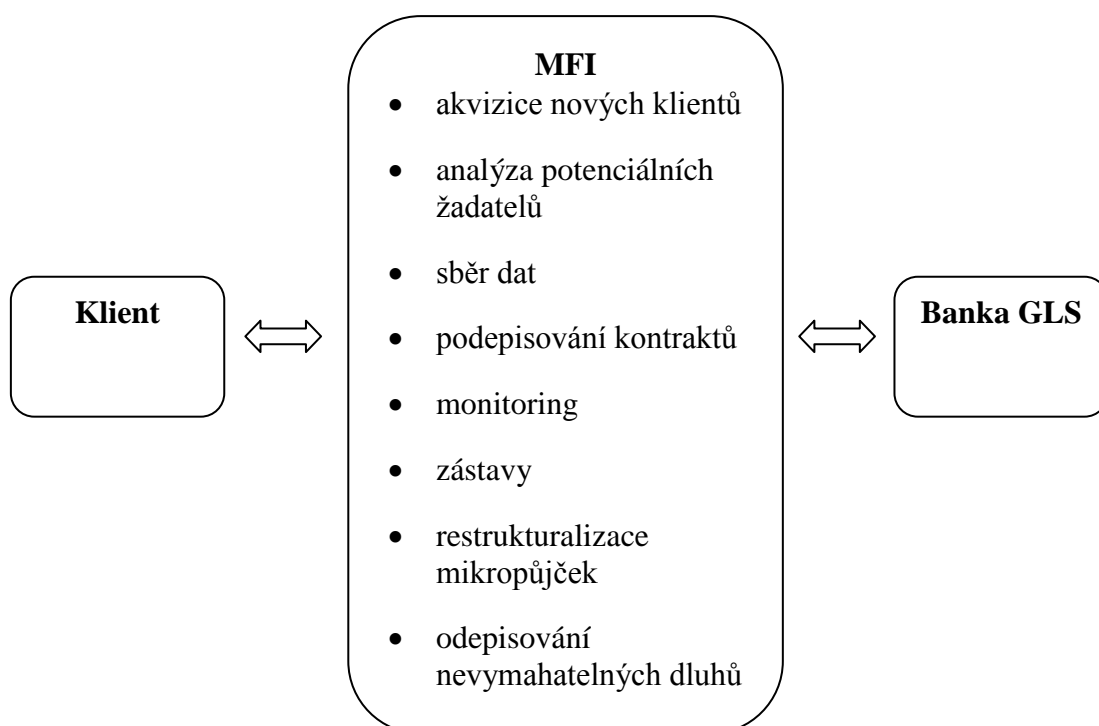 Klient
MFI
• akvizice nových klientů
• analýza potenciálních
žadatelů
• sběr dat
• podepisování kontraktů
• monitoring
• zástavy
• restrukturalizace
mikropůjček
• odepisování
nevymahatelných dluhů
Banka GLS